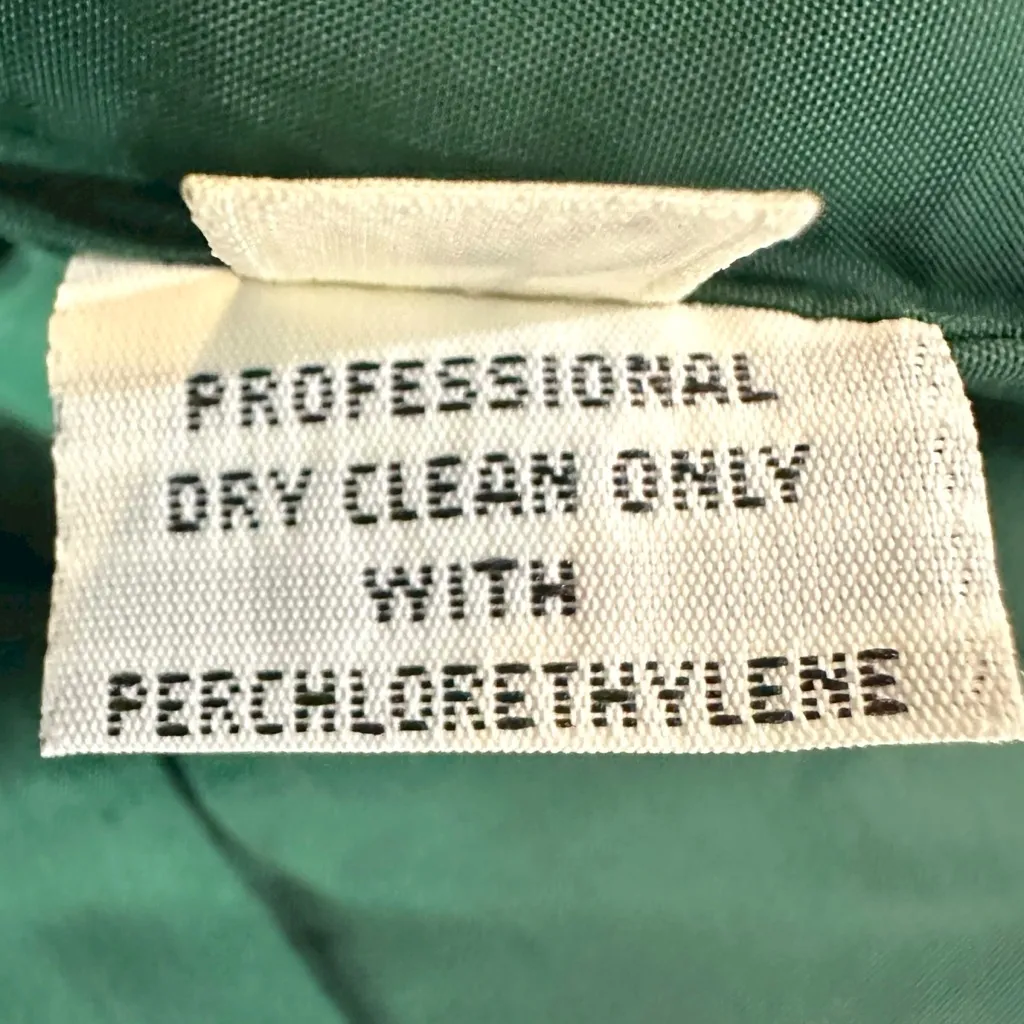 PROFESSIONAL
DRY CLEAN ONLY
WITH
PERCHLORETHYLENE